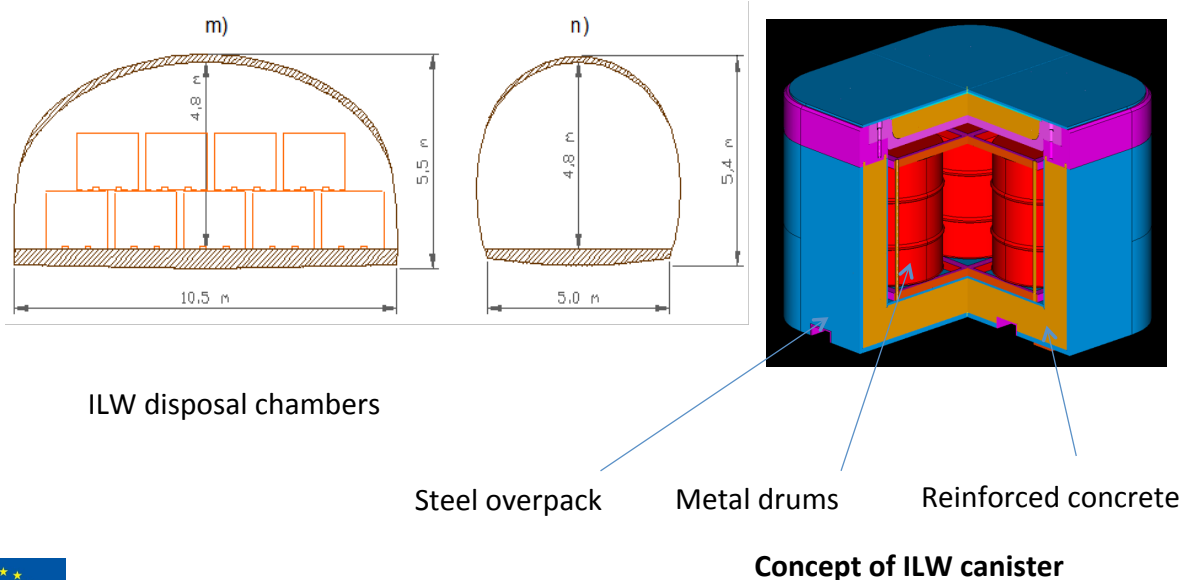 m)
n)
4,8 m
5,5 m
4,8 m
5,4 m
10.5 m
5.0 m
ILW disposal chambers
Steel overpack
Metal drums
Reinforced concrete
Concept of ILW canister